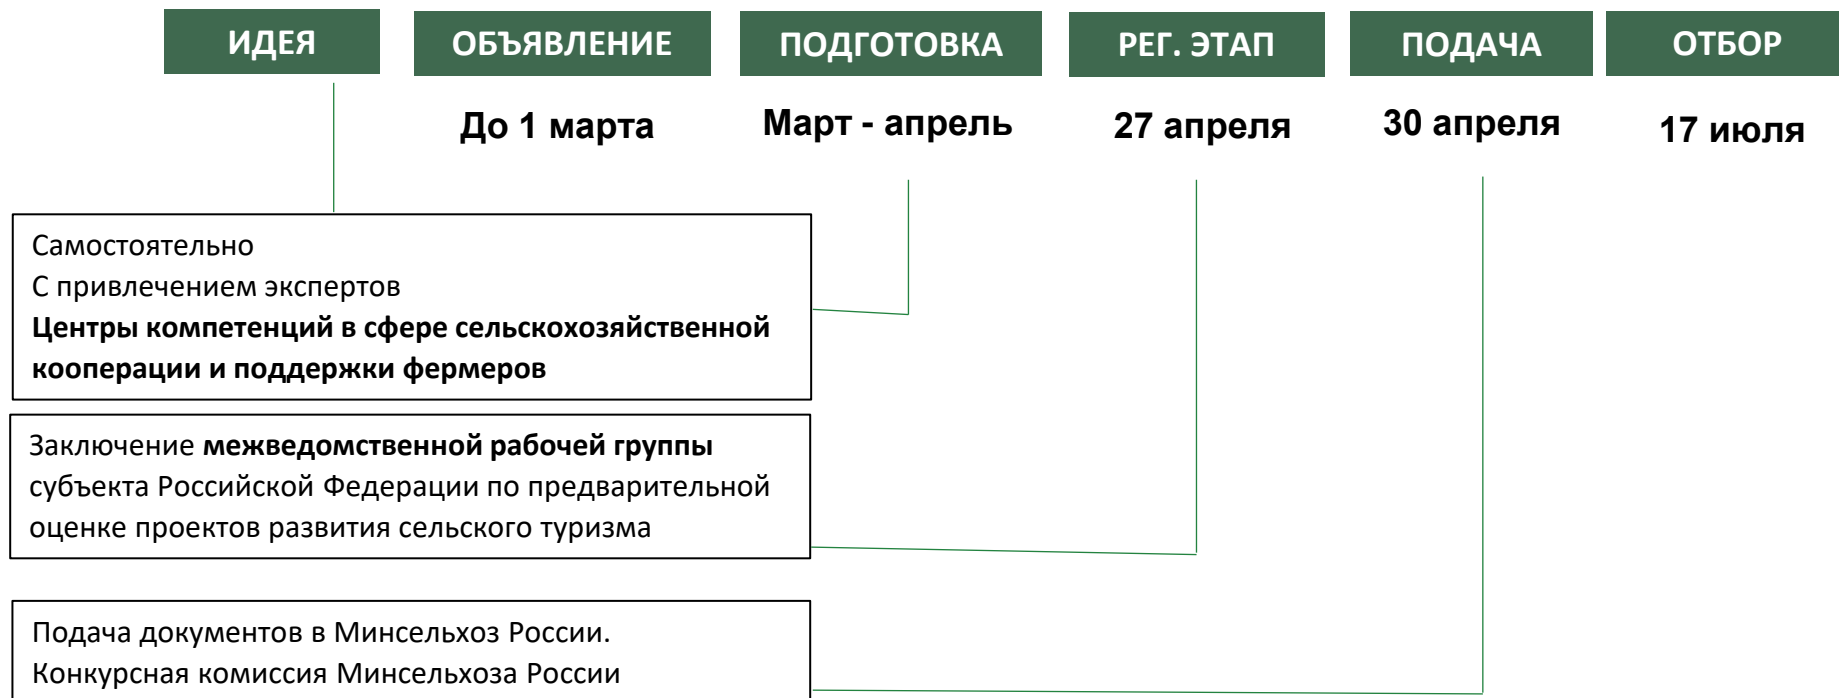 ИДЕЯ
ОБЪЯВЛЕНИЕ
ПОДГОТОВКА
РЕГ. ЭТАП
ПОДАЧА
ОТБОР
До 1 марта
Март - апрель
27 апреля
30 апреля
17 июля
Самостоятельно
С привлечением экспертов
Центры компетенций в сфере сельскохозяйственной
кооперации и поддержки фермеров
Заключение межведомственной рабочей группы
субъекта Российской Федерации по предварительной
оценке проектов развития сельского туризма
Подача документов в Минсельхоз России.
Конкурсная комиссия Минсельхоза России